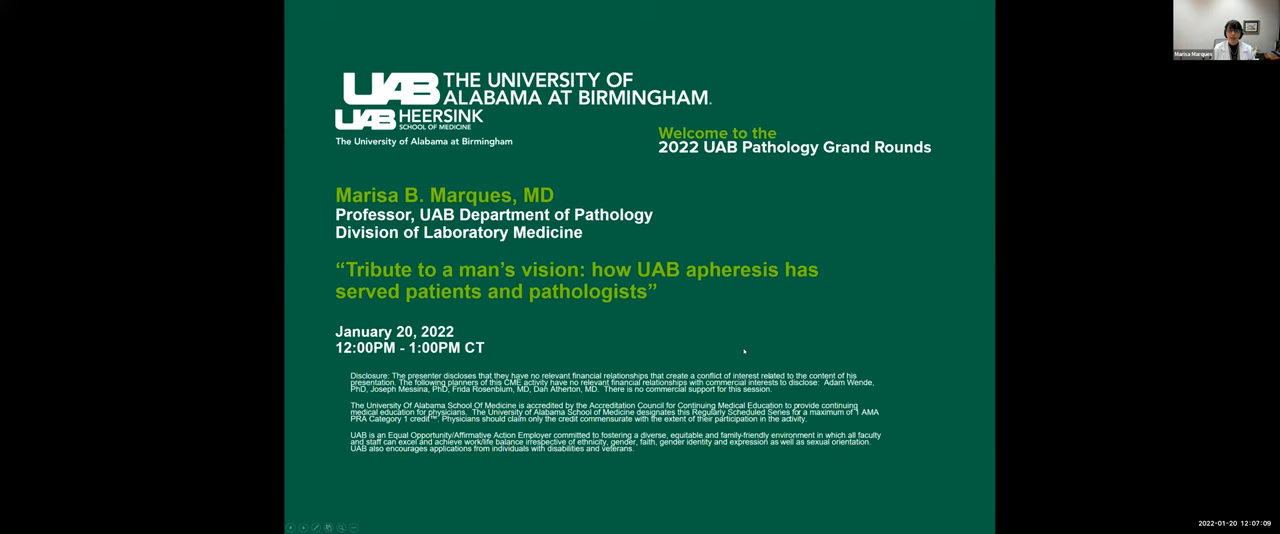 UAB THE UNIVERSITY OF
ALABAMA AT BIRMINGHAM.
UAB HEERSINK
SCHOOL OF MEDICINE
The University of Alabama at Birmingham
Welcome to the
2022 UAB Pathology Grand Rounds
Marisa B. Marques, MD
Professor, UAB Department of Pathology
Division of Laboratory Medicine
“Tribute to a man’s vision: how UAB apheresis has
served patients and pathologists”
January 20, 2022
12:00PM - 1:00PM CT
Disclosure: The presenter discloses that they have no relevant financial relationships that create a conflict of interest related to the content of his
presentation. The following planners of this CME activity have no relevant financial relationships with commercial interests to disclose: Adam Wende,
PhD, Joseph Messina, PhD, Frida Rosenblum, MD, Dan Atherton, MD. There is no commercial support for this session.
The University Of Alabama School Of Medicine is accredited by the Accreditation Council for Continuing Medical Education to provide continuing
medical education for physicians. The University of Alabama School of Medicine designates this Regularly Scheduled Series for a maximum of 1 AMA
PRA Category 1 credit™. Physicians should claim only the credit commensurate with the extent of their participation in the activity.
UAB is an Equal Opportunity/Affirmative Action Employer committed to fostering a diverse, equitable and family-friendly environment in which all faculty
and staff can excel and achieve work/life balance irrespective of ethnicity, gender, faith, gender identity and expression as well as sexual orientation.
UAB also encourages applications from individuals with disabilities and veterans.
Marisa Marques
2022-01-20 12:07:09